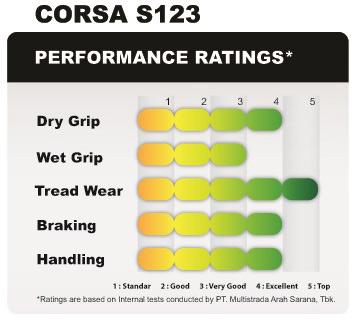 CORSA S123
PERFORMANCE RATINGS*
1 2 3 4 5
Dry Grip
Wet Grip
Tread Wear
Braking
Handling
1 : Standar 2 : Good 3 : Very Good 4 : Excellent 5 : Top
*Ratings are based on Internal tests conducted by PT. Multistrada Arah Sarana, Tbk.